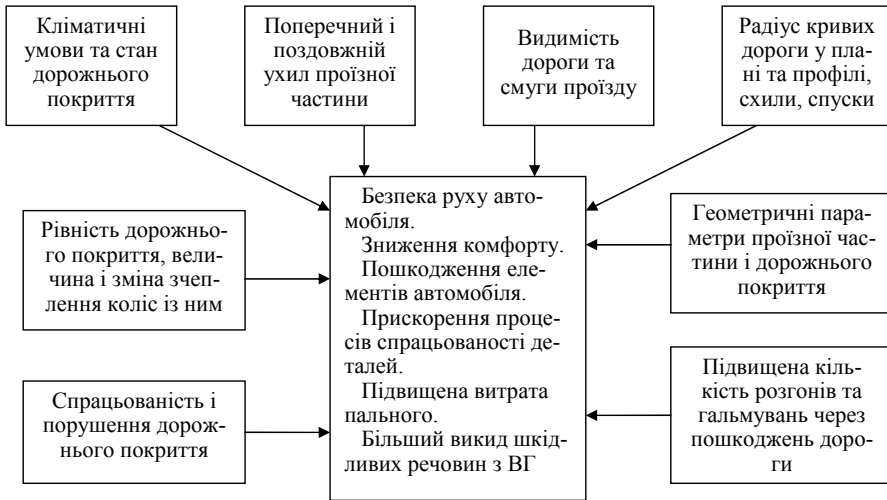 Кліматичні
умови та стан
дорожнього
покриття
Поперечний і
поздовжній
ухил проїзної
частини
Видимість
дороги та
смуги проїзду
Радіус кривих
дороги у пла-
ні та профілі,
схили, спуски
Рівність дорожньо-
го покриття, вели-
чина і зміна зчеп-
лення коліс із ним
Спрацьованість і
порушення дорож-
нього покриття
Безпека руху авто-
мобіля.
Зниження комфорту.
Пошкодження еле-
ментів автомобіля.
Прискорення проце-
сів спрацьованості де-
талей.
Підвищена витрата
пального.
Більший викид шкід-
ливих речовин з ВГ
Геометричні пара-
метри проїзної час-
тини і дорожнього
покриття
Підвищена кіль-
кість розгонів та
гальмувань через
пошкоджень доро-
ги